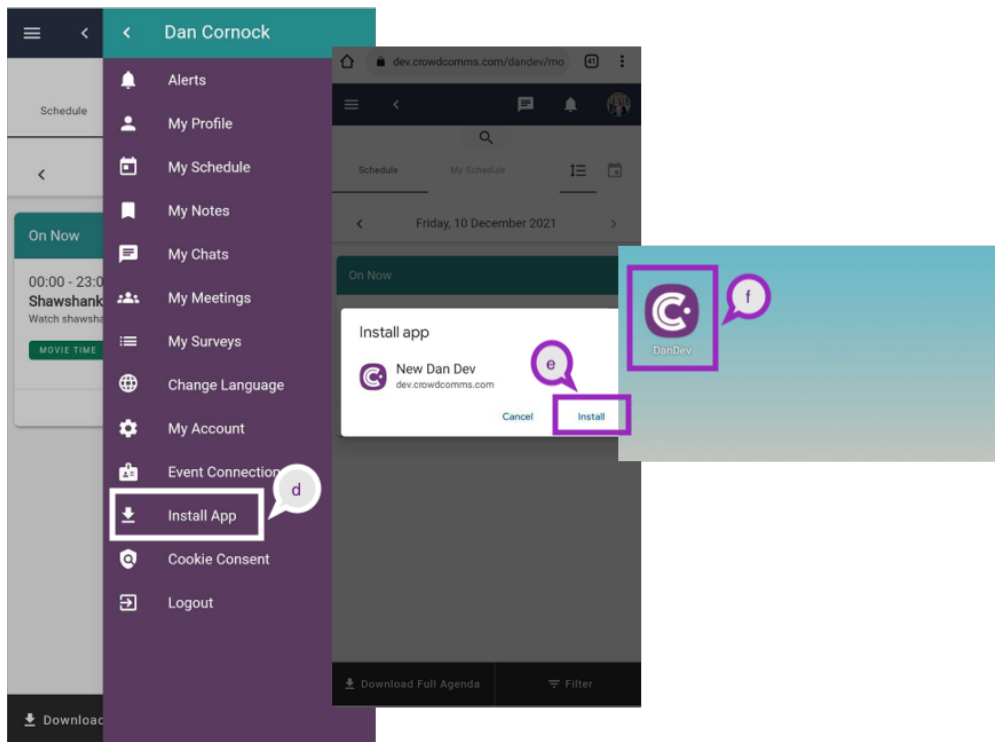 Dan Cornock
Schedule
On Now
00:00 - 23:0
Shawshank
Watch shawsha
MOVIE TIME
Download
Alerts
My Profile
My Schedule
My Notes
My Chats
My Meetings
My Surveys
Change Language
My Account
Event Connection
d
Install App
Cookie Consent
Logout
dev.crowdcomms.com/dandev/mo
41
Schedule
My Schedule
Friday, 10 December 2021
On Now
Install app
New Dan Dev
dev.crowdcomms.com
e
Cancel
Install
Download Full Agenda
Filter
f
DanDev